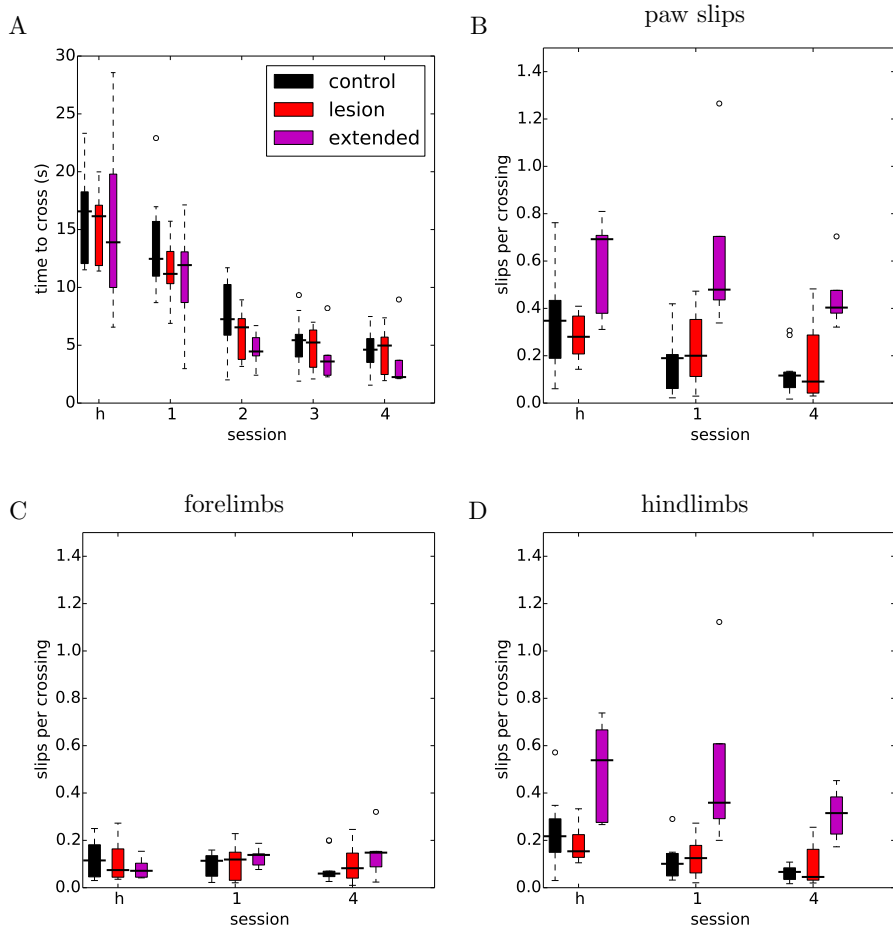 A
30
25
20
15
10
5
0
time to cross (s)
h 1 2 3 4
session
control
lesion
extended
B
paw slips
1.4
1.2
1.0
0.8
0.6
0.4
0.2
0.0
slips per crossing
h 1 4
session
C
forelimbs
1.4
1.2
1.0
0.8
0.6
0.4
0.2
0.0
slips per crossing
h 1 4
session
D
hindlimbs
1.4
1.2
1.0
0.8
0.6
0.4
0.2
0.0
slips per crossing
h 1 4
session